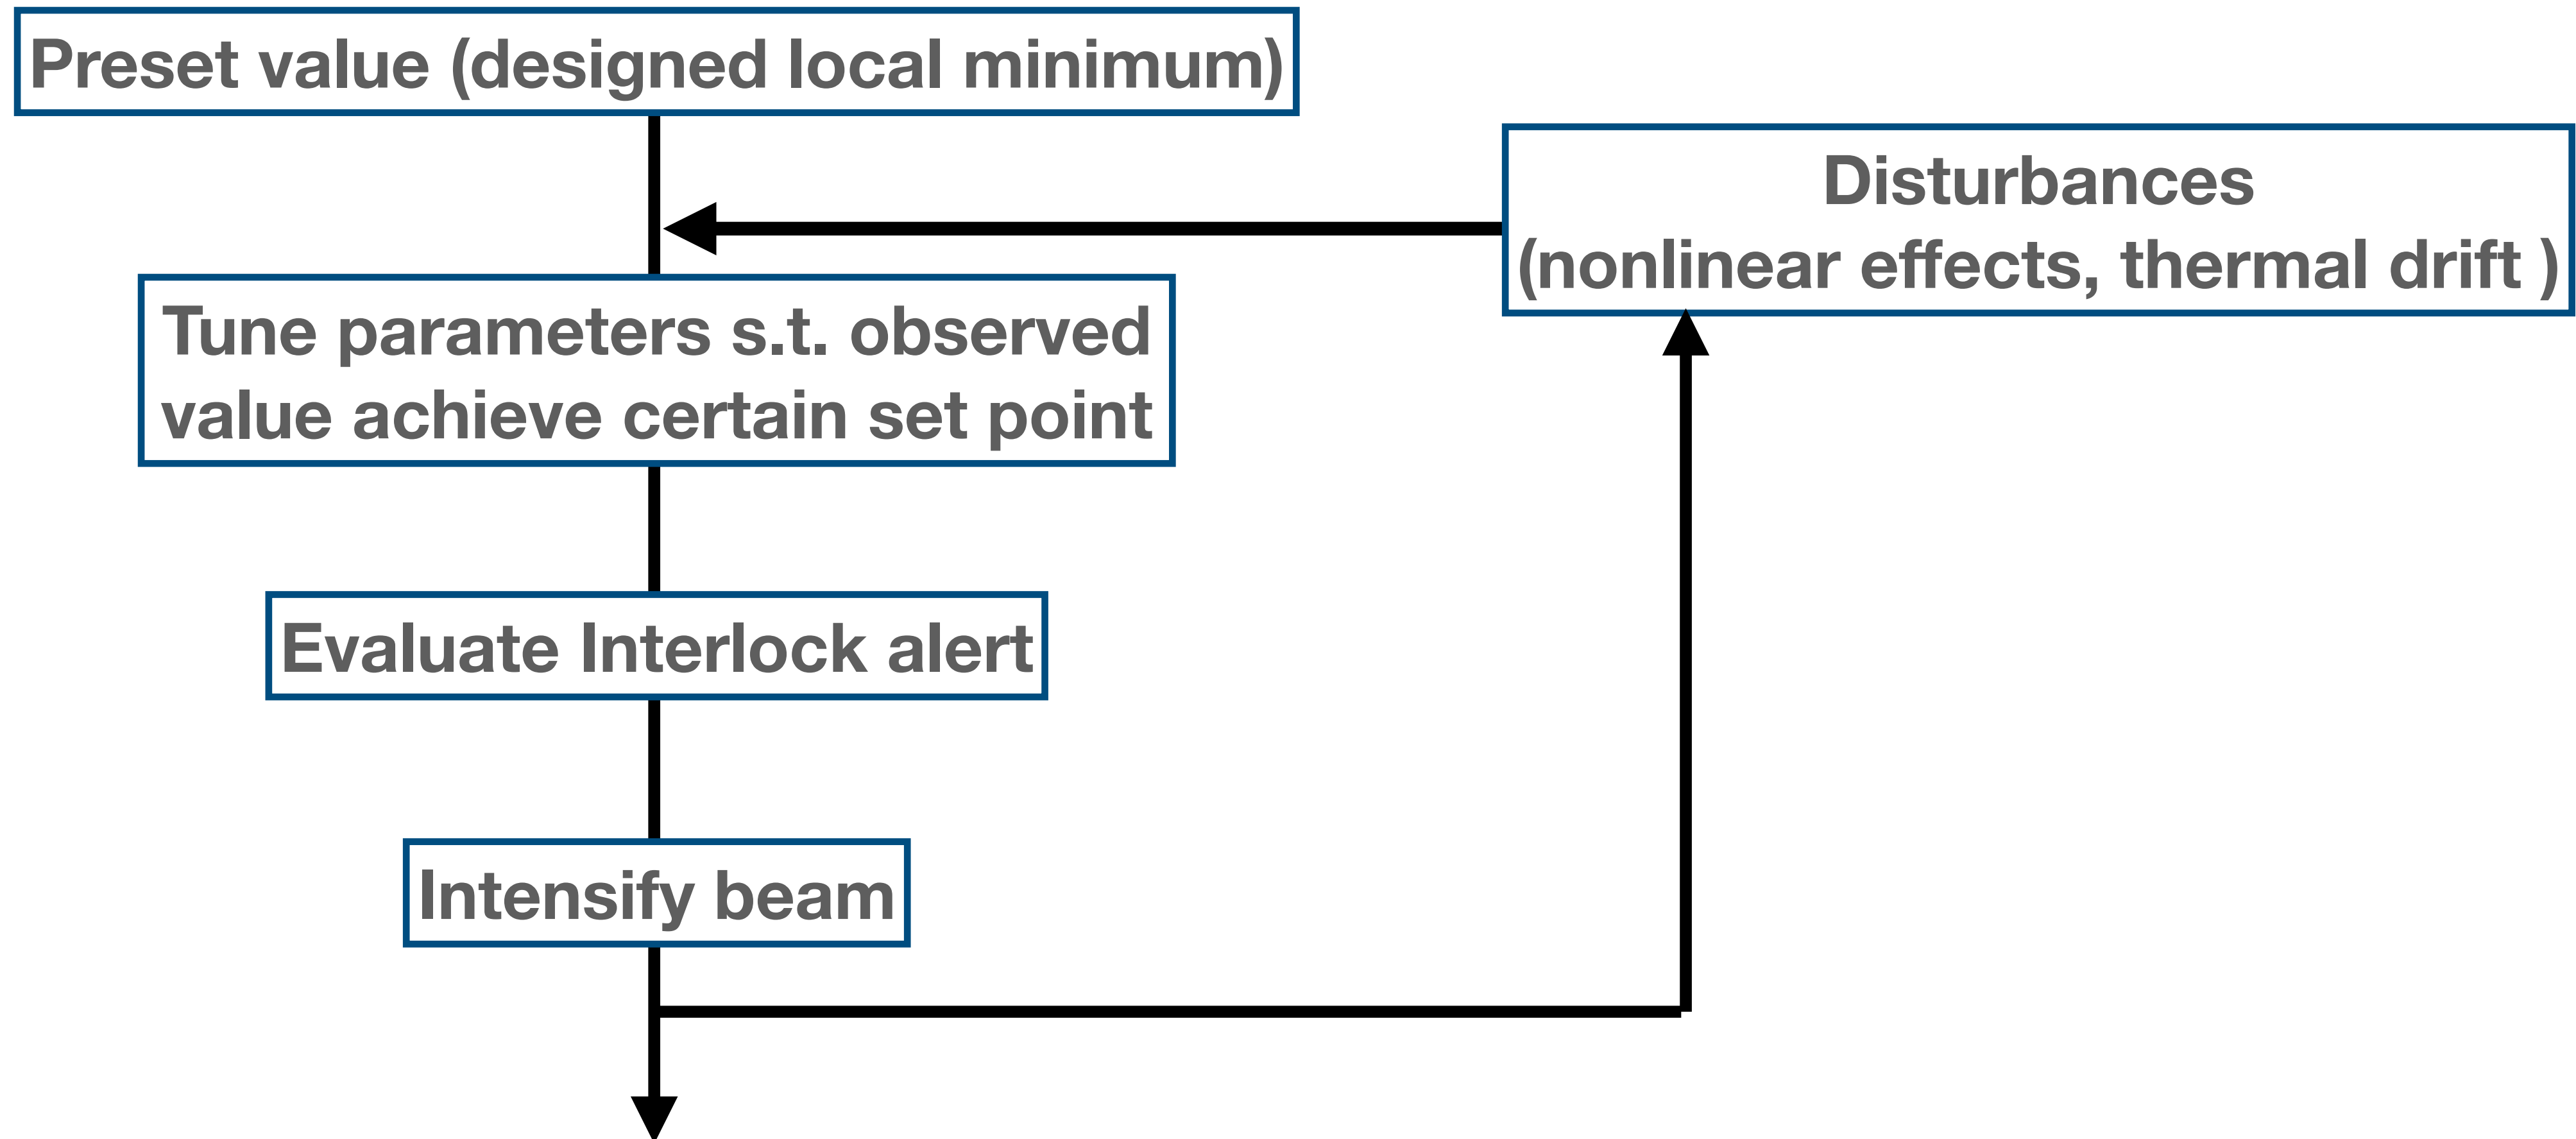 Preset value (designed local minimum)
Disturbances
(nonlinear effects, thermal drift )
Tune parameters s.t. observed
value achieve certain set point
Evaluate Interlock alert
Intensify beam